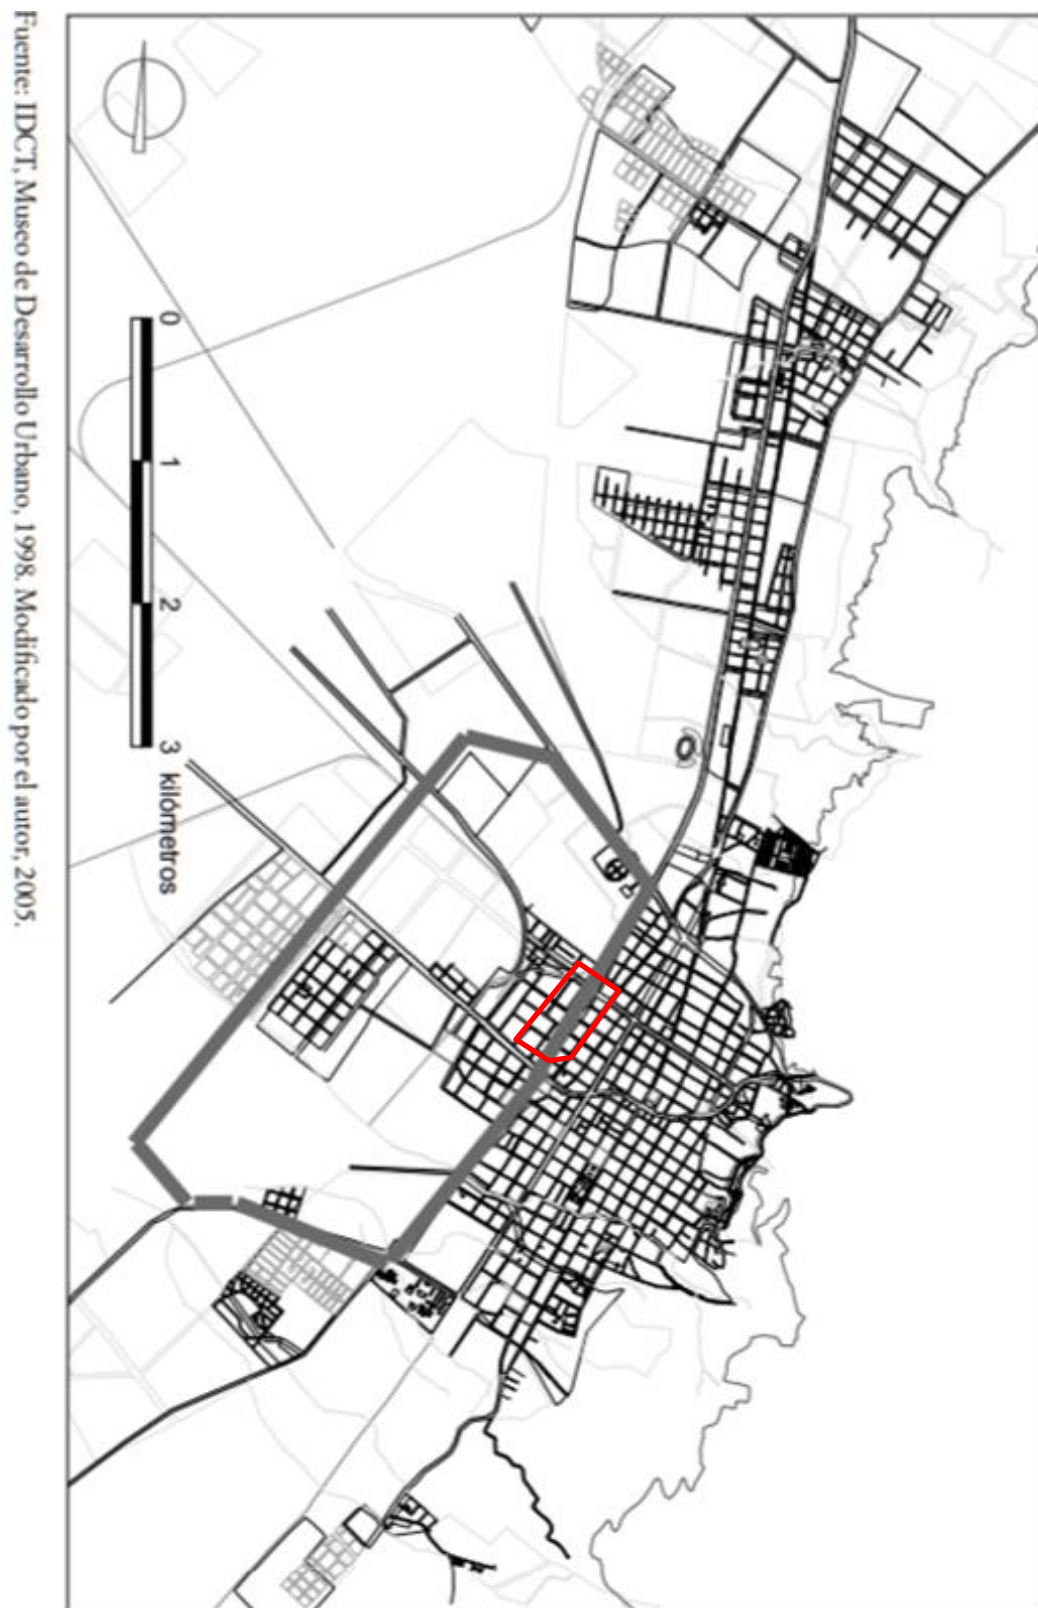 Fuente: IDCT, Museo de Desarrollo Urbano, 1998. Modificado por el autor, 2005.
0 1 2 3 kilómetros